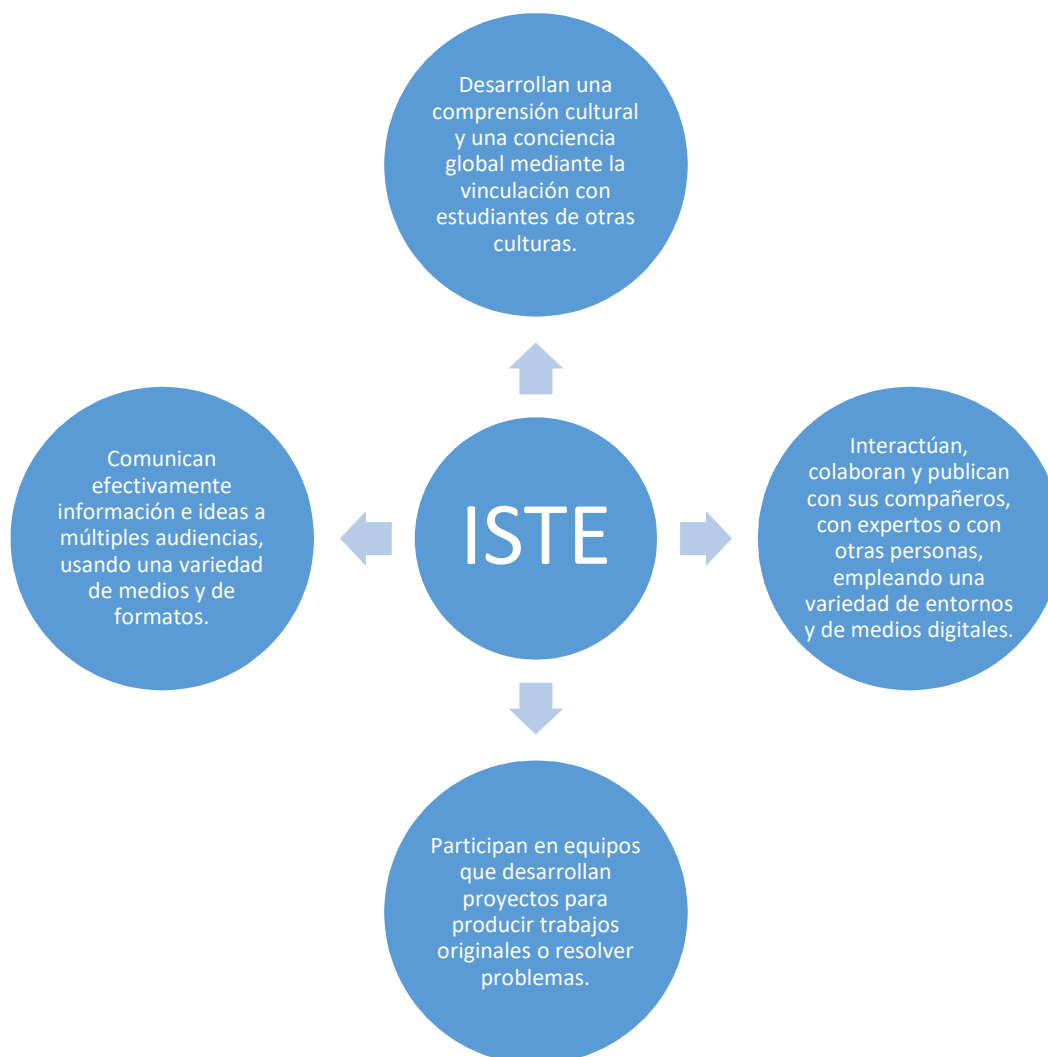 Desarrollan una
comprensión cultural
y una conciencia
global mediante la
vinculación con
estudiantes de otras
culturas.
Comunican
efectivamente
información e ideas a
múltiples audiencias,
usando una variedad
de medios y de
formatos.
ISTE
Interactúan,
colaboran y publican
con sus compañeros,
con expertos o con
otras personas,
empleando una
variedad de entornos
y de medios digitales.
Participan en equipos
que desarrollan
proyectos para
producir trabajos
originales o resolver
problemas.